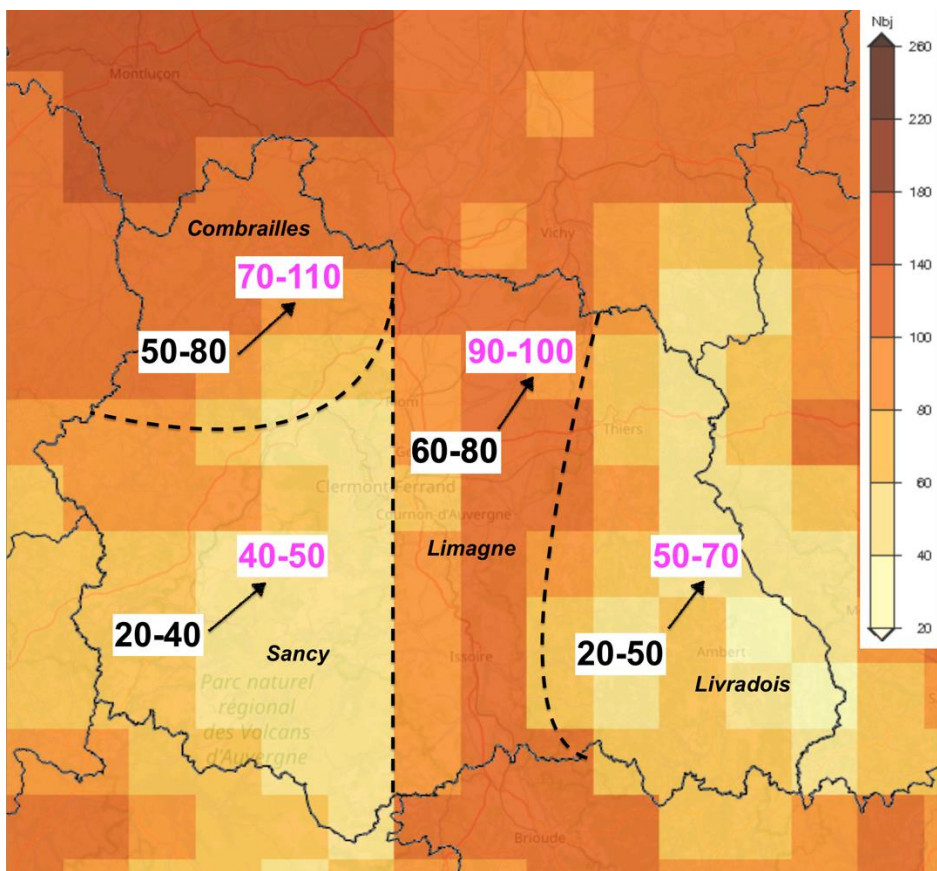 Nbj
260
220
180
140
100
80
60
40
20
Montluçon
Combrailles
Vichy
70-110
50-80
90-100
Riom
60-80
Thiers
Clermont-Ferrand
Cournon-d'Auvergne
Limagne
40-50
50-70
20-40
20-50
Sancy
Issoire
Ambert
Livradois
Parc naturel
régional
des Volcans
d'Auvergne
Brioude